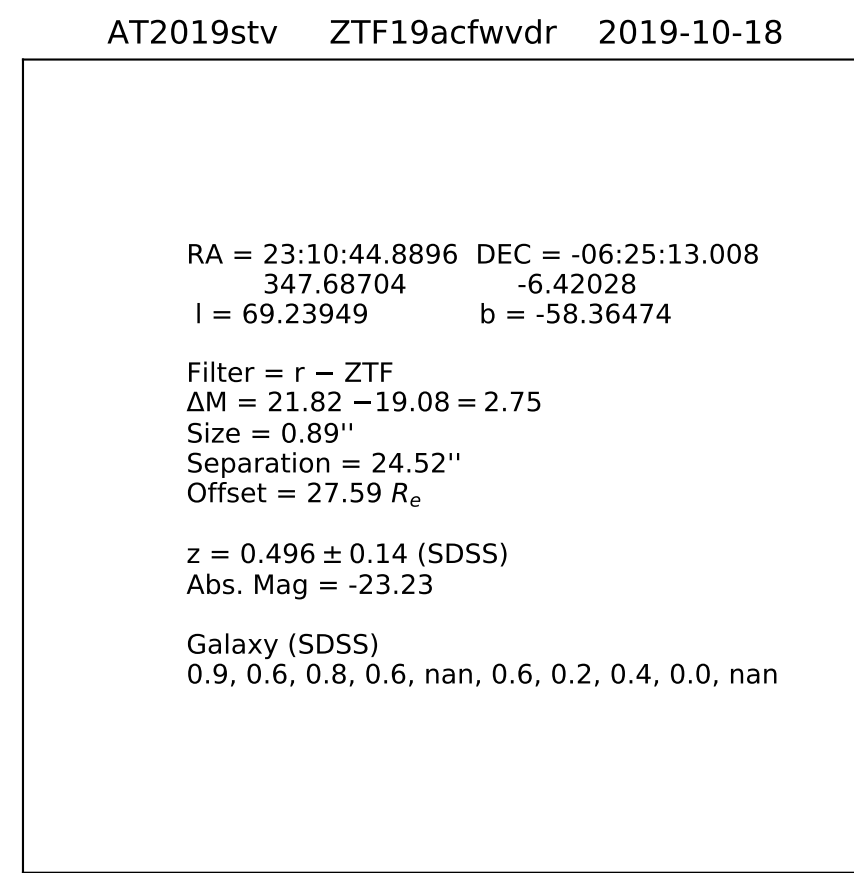 AT2019stv ZTF19acfwvdr 2019-10-18
RA = 23:10:44.8896 DEC = -06:25:13.008
347.68704 -6.42028
l = 69.23949 b = -58.36474
Filter = r − ZTF
ΔM = 21.82 −19.08 = 2.75
Size = 0.89''
Separation = 24.52''
Offset = 27.59 Rₑ
z = 0.496 ± 0.14 (SDSS)
Abs. Mag = -23.23
Galaxy (SDSS)
0.9, 0.6, 0.8, 0.6, nan, 0.6, 0.2, 0.4, 0.0, nan